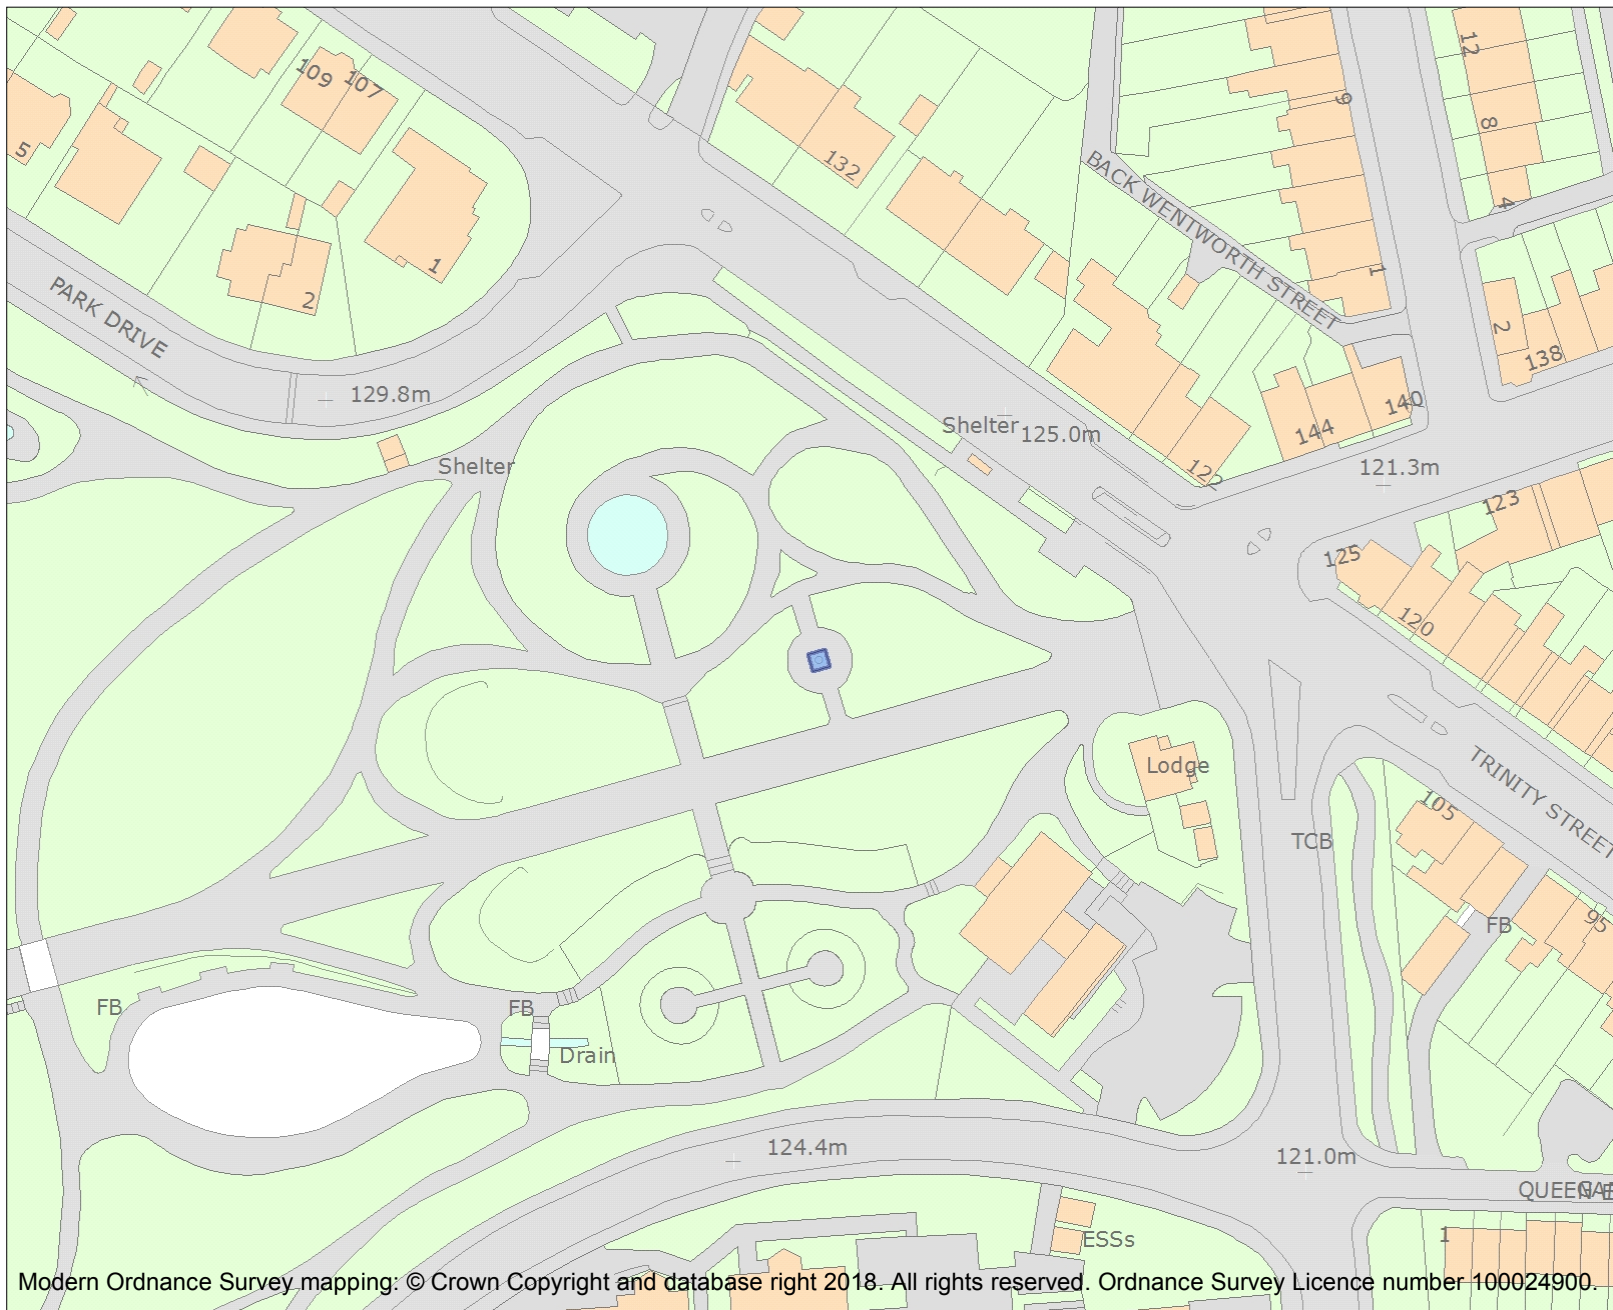 12
109
107
9
5
8
132
BACK WENTWORTH STREET
4
1
1
2
PARK DRIVE
2
138
129.8m
140
Shelter
125.0m
144
Shelter
122
121.3m
123
125
120
Lodge
TRINITY STREET
105
TCB
95
FB
FB
FB
Drain
124.4m
121.0m
1
ESSs
Modern Ordnance Survey mapping: © Crown Copyright and database right 2018. All rights reserved. Ordnance Survey Licence number 100024900.